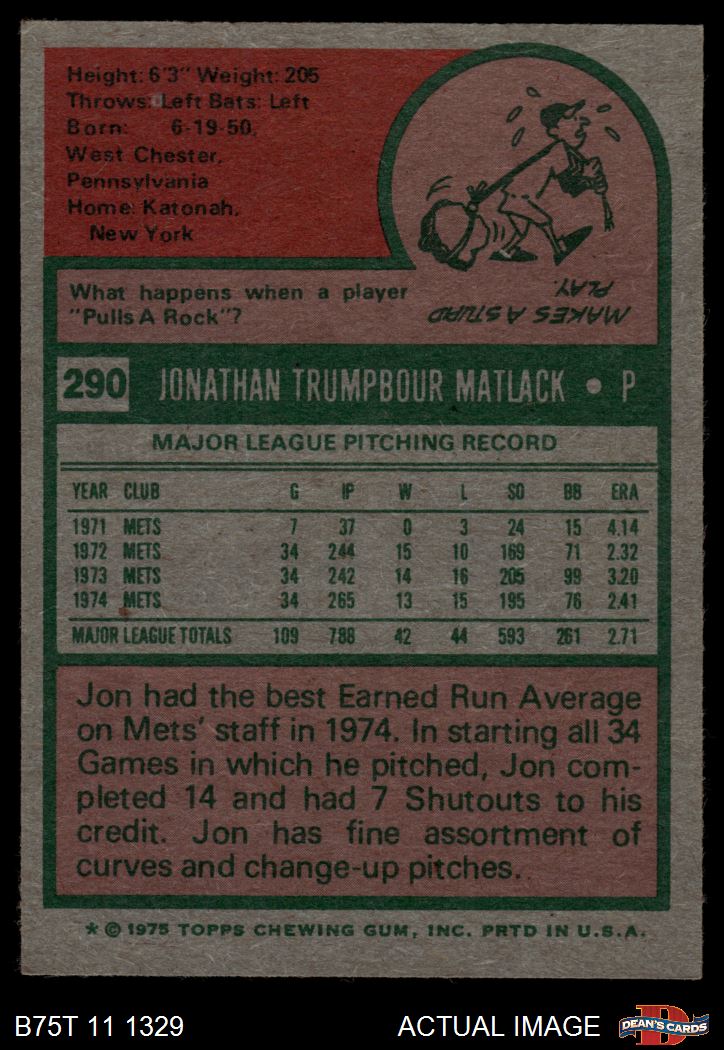 Height: 6'3" Weight: 205
Throws: Left Bats: Left
Born: 6-19-50,
West Chester,
Pennsylvania
Home: Katonah,
New York
What happens when a player
"Pulls A Rock"?
MAKES A STUPID
PLAY.
290 JONATHAN TRUMPBOUR MATLACK • P
MAJOR LEAGUE PITCHING RECORD
YEAR CLUB G IP W L SO BB ERA
1971 METS 7 37 0 3 24 15 4.14
1972 METS 34 244 15 10 169 71 2.32
1973 METS 34 242 14 16 205 99 3.20
1974 METS 34 265 13 15 195 76 2.41
MAJOR LEAGUE TOTALS 109 788 42 44 593 261 2.71
Jon had the best Earned Run Average
on Mets' staff in 1974. In starting all 34
Games in which he pitched, Jon com-
pleted 14 and had 7 Shutouts to his
credit. Jon has fine assortment of
curves and change-up pitches.
* © 1975 TOPPS CHEWING GUM, INC. PRTD IN U.S.A.
B75T 11 1329 ACTUAL IMAGE D DEAN'S CARDS